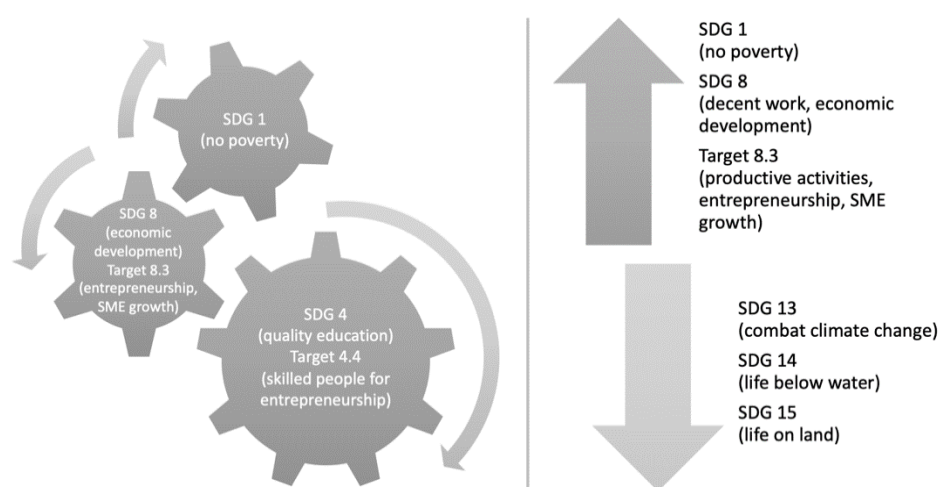 SDG 1
(no poverty)
SDG 8
(economic
development)
Target 8.3
(entrepreneurship,
SME growth)
SDG 4
(quality education)
Target 4.4
(skilled people for
entrepreneurship)
SDG 1
(no poverty)
SDG 8
(decent work, economic
development)
Target 8.3
(productive activities,
entrepreneurship, SME
growth)
SDG 13
(combat climate change)
SDG 14
(life below water)
SDG 15
(life on land)